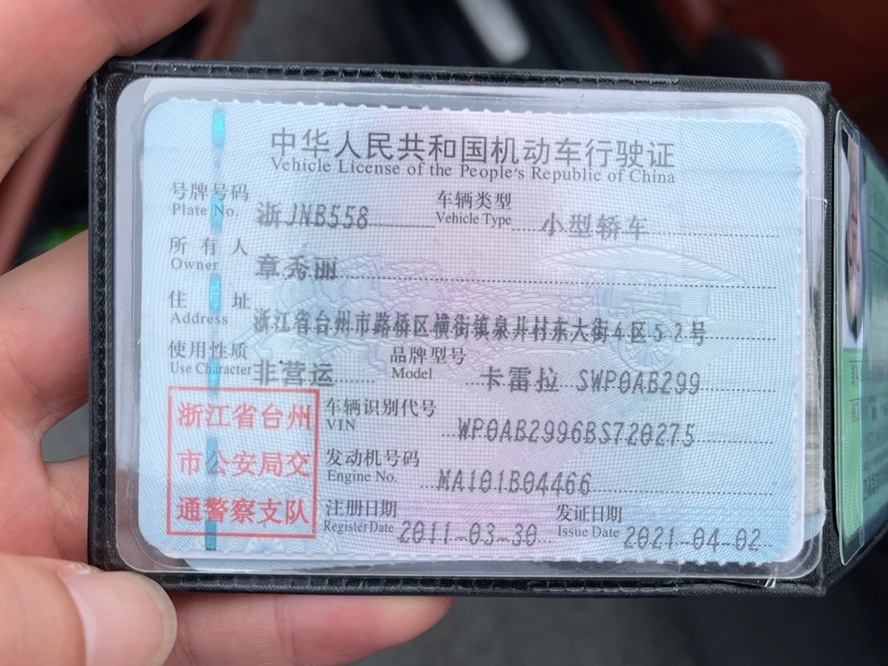 中华人民共和国机动车行驶证
Vehicle License of the People's Republic of China
号牌号码 浙JNB558 车辆类型 小型轿车
Plate No. Vehicle Type
所有人 章秀丽
Owner
住址 浙江省台州市路桥区横街镇泉井村东大街4区52号
Address
使用性质 非营运 品牌型号 卡雷拉 SWP0AB299
Use Character Model
浙江省台州
市公安局交
通警察支队
车辆识别代号 WP0AB2996BS720275
VIN
发动机号码 MA101B04466
Engine No.
注册日期 2011-03-30 发证日期 2021-04-02
Register Date Issue Date